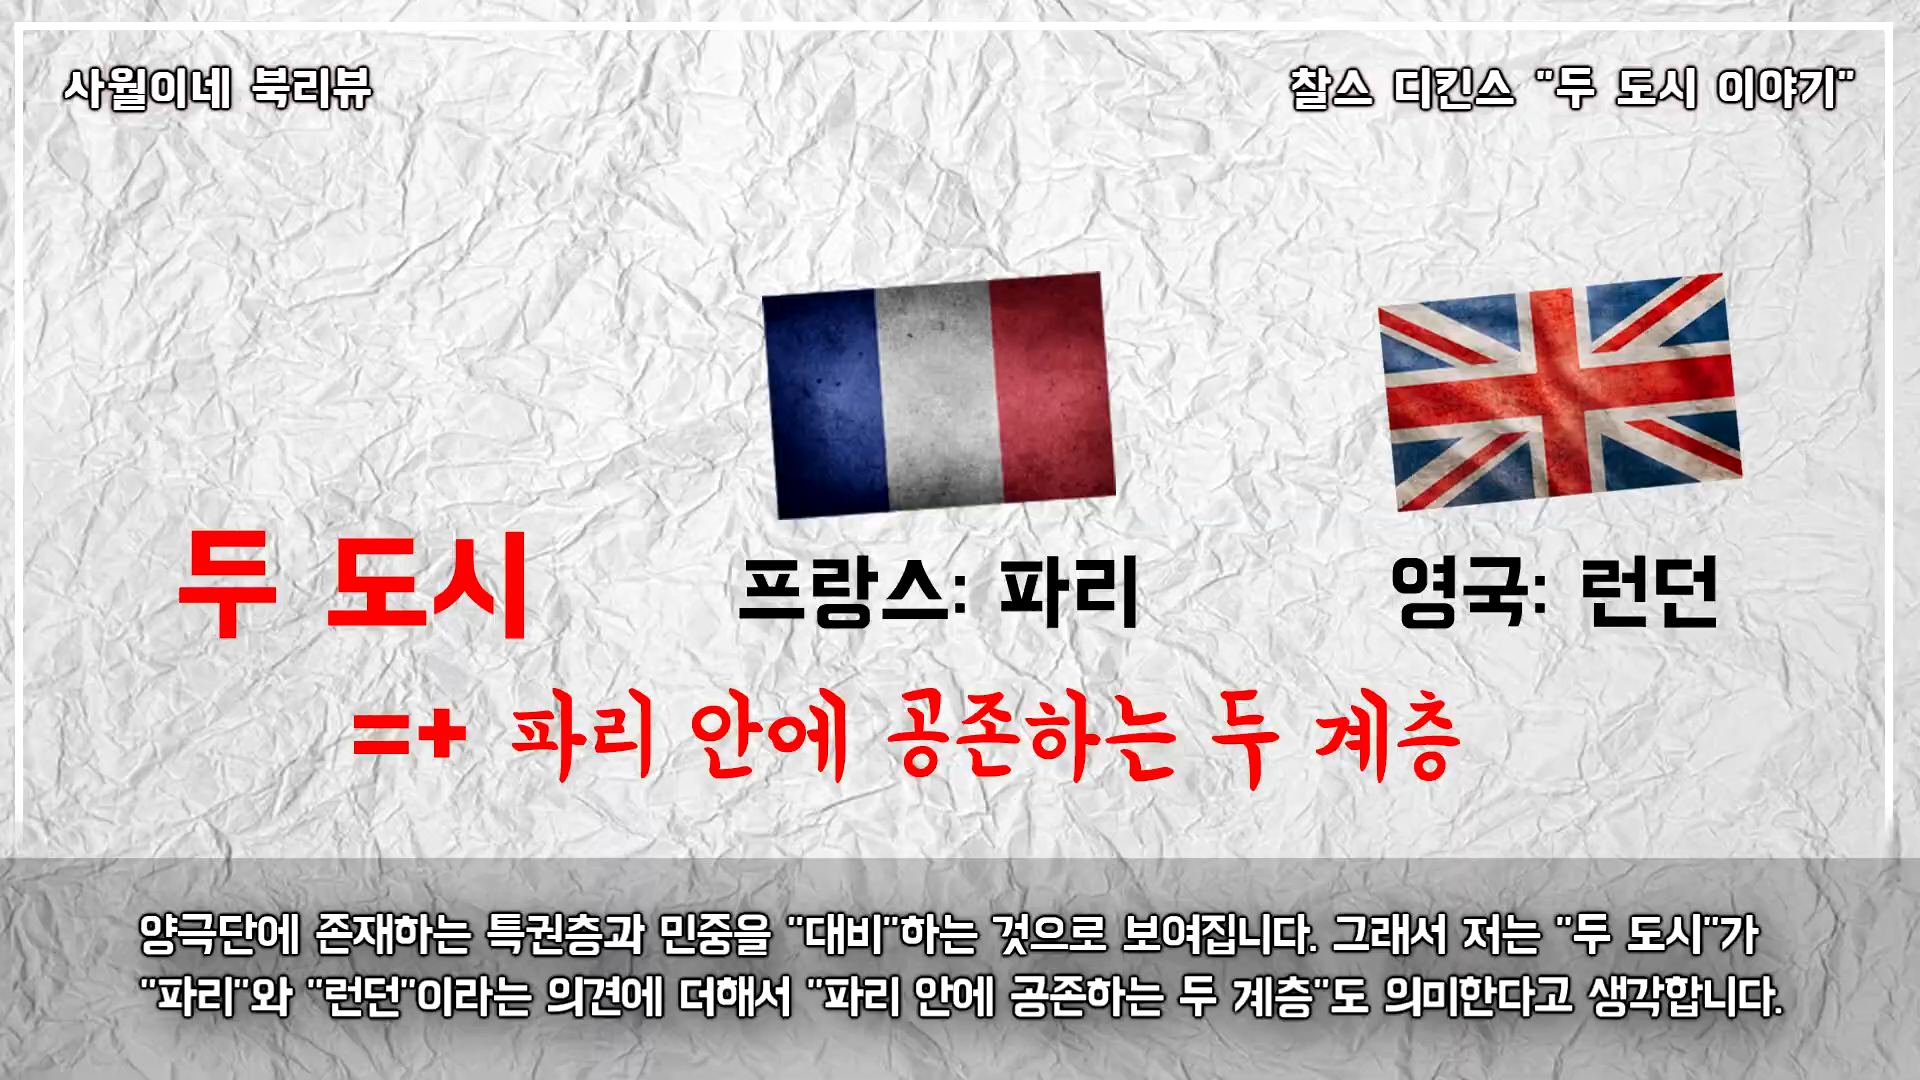 사월이네 북리뷰
찰스 디킨스 "두 도시 이야기"
두 도시
프랑스: 파리
영국: 런던
=+ 파리 안에 공존하는 두 계층
양극단에 존재하는 특권층과 민중을 "대비"하는 것으로 보여집니다. 그래서 저는 "두 도시"가
"파리"와 "런던"이라는 의견에 더해서 "파리 안에 공존하는 두 계층"도 의미한다고 생각합니다.